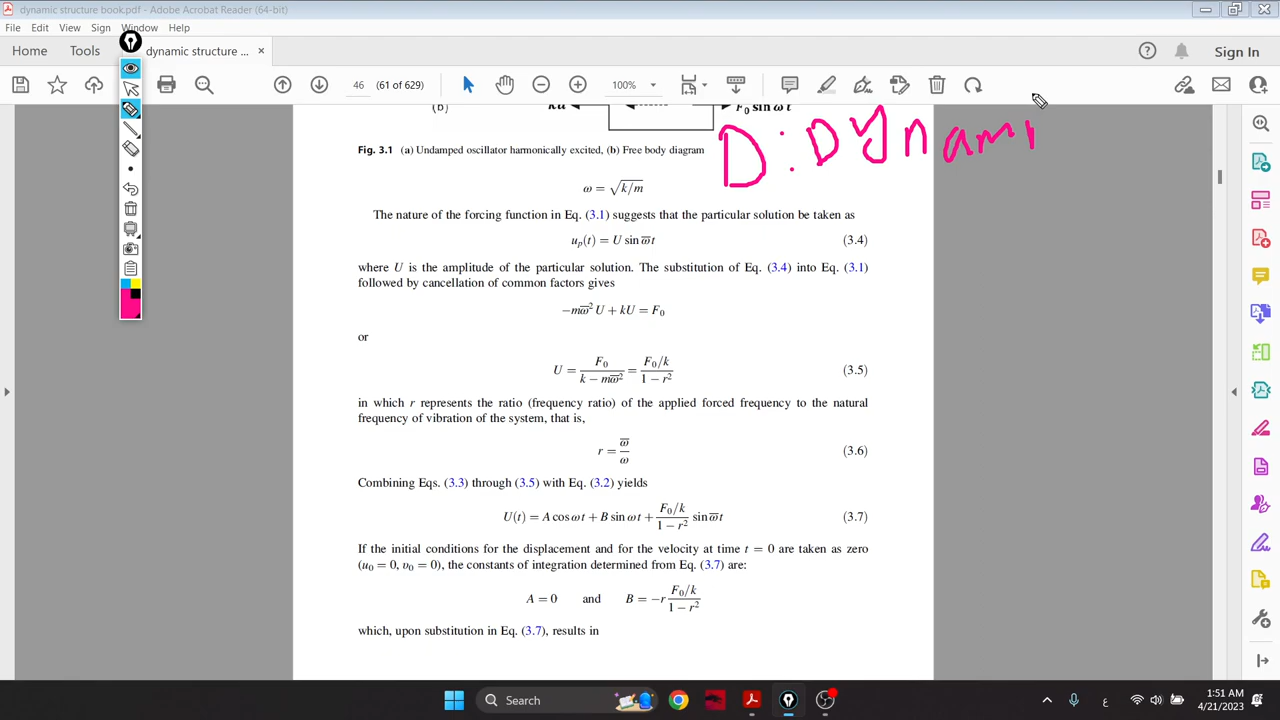 dynamic structure book.pdf - Adobe Acrobat Reader (64-bit)
File Edit View Sign Window Help
Home Tools dynamic structure ... × Sign In
46 (61 of 629) 100%
(b) F₀ sin ω̅ t
D : Dynami
Fig. 3.1 (a) Undamped oscillator harmonically excited, (b) Free body diagram
ω = √k/m
The nature of the forcing function in Eq. (3.1) suggests that the particular solution be taken as
uₚ(t) = U sin ω̅ t (3.4)
where U is the amplitude of the particular solution. The substitution of Eq. (3.4) into Eq. (3.1)
followed by cancellation of common factors gives
−mω̅² U + kU = F₀
or
U = F₀ / (k − mω̅²) = (F₀/k) / (1 − r²) (3.5)
in which r represents the ratio (frequency ratio) of the applied forced frequency to the natural
frequency of vibration of the system, that is,
r = ω̅ / ω (3.6)
Combining Eqs. (3.3) through (3.5) with Eq. (3.2) yields
U(t) = A cos ω t + B sin ω t + (F₀/k) / (1 − r²) sin ω̅ t (3.7)
If the initial conditions for the displacement and for the velocity at time t = 0 are taken as zero
(u₀ = 0, υ₀ = 0), the constants of integration determined from Eq. (3.7) are:
A = 0 and B = −r (F₀/k) / (1 − r²)
which, upon substitution in Eq. (3.7), results in
Search
ع
1:51 AM
4/21/2023